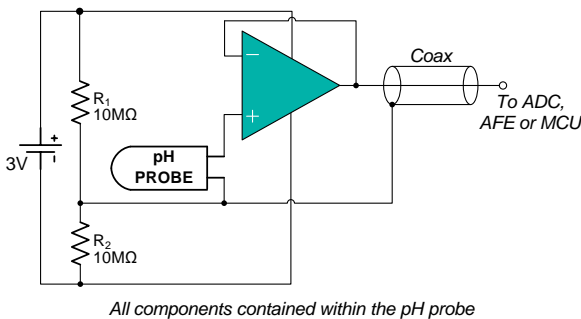 Coax
R1
10MΩ
To ADC,
AFE or MCU
3V
+
-
−
+
pH
PROBE
R2
10MΩ
All components contained within the pH probe